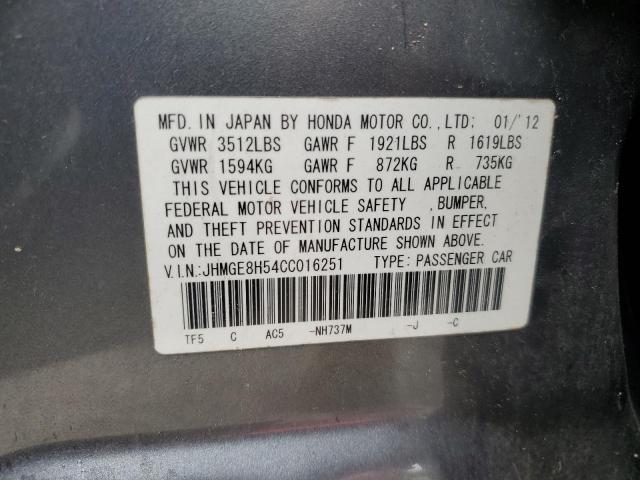 MFD. IN JAPAN BY HONDA MOTOR CO., LTD; 01/'12
GVWR 3512LBS GAWR F 1921LBS R 1619LBS
GVWR 1594KG GAWR F 872KG R 735KG
THIS VEHICLE CONFORMS TO ALL APPLICABLE
FEDERAL MOTOR VEHICLE SAFETY , BUMPER,
AND THEFT PREVENTION STANDARDS IN EFFECT
ON THE DATE OF MANUFACTURE SHOWN ABOVE.
V.I.N.:JHMGE8H54CC016251 TYPE: PASSENGER CAR
TF5 C AC5 -NH737M -J -C